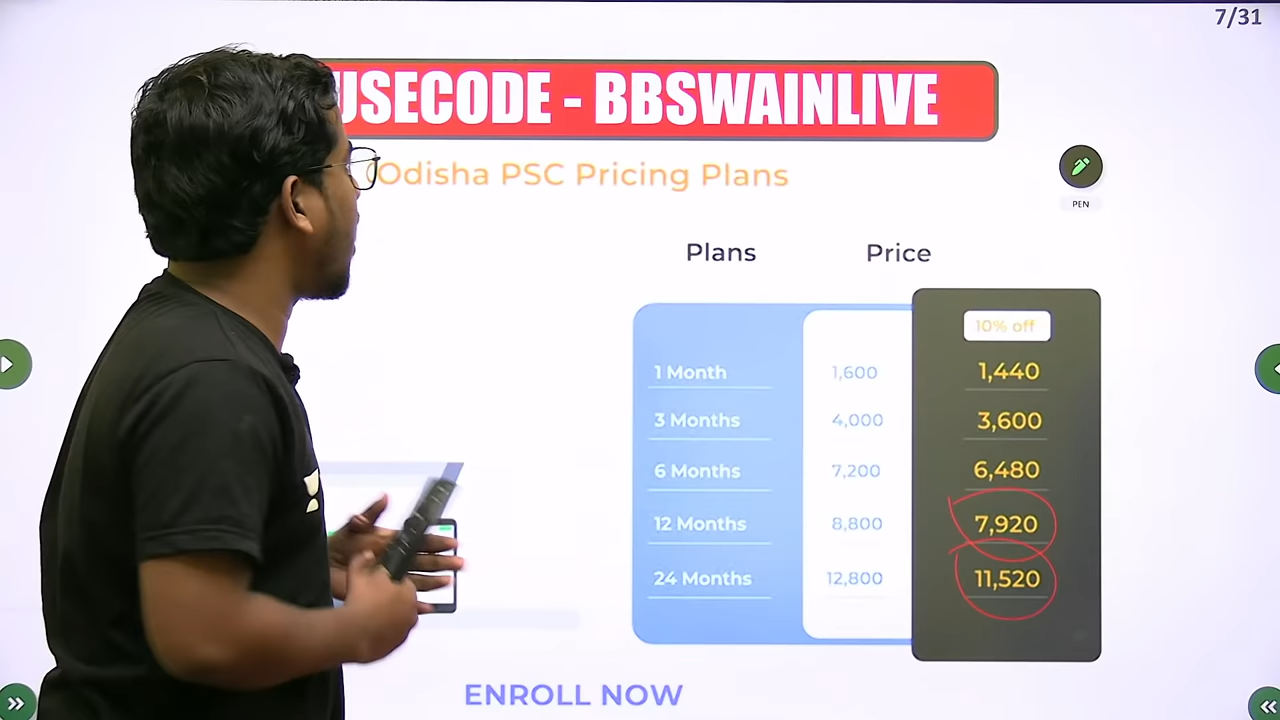 7/31
USECODE - BBSWAINLIVE
Odisha PSC Pricing Plans
PEN
Plans Price
10% off
1 Month 1,600 1,440
3 Months 4,000 3,600
6 Months 7,200 6,480
12 Months 8,800 7,920
24 Months 12,800 11,520
ENROLL NOW